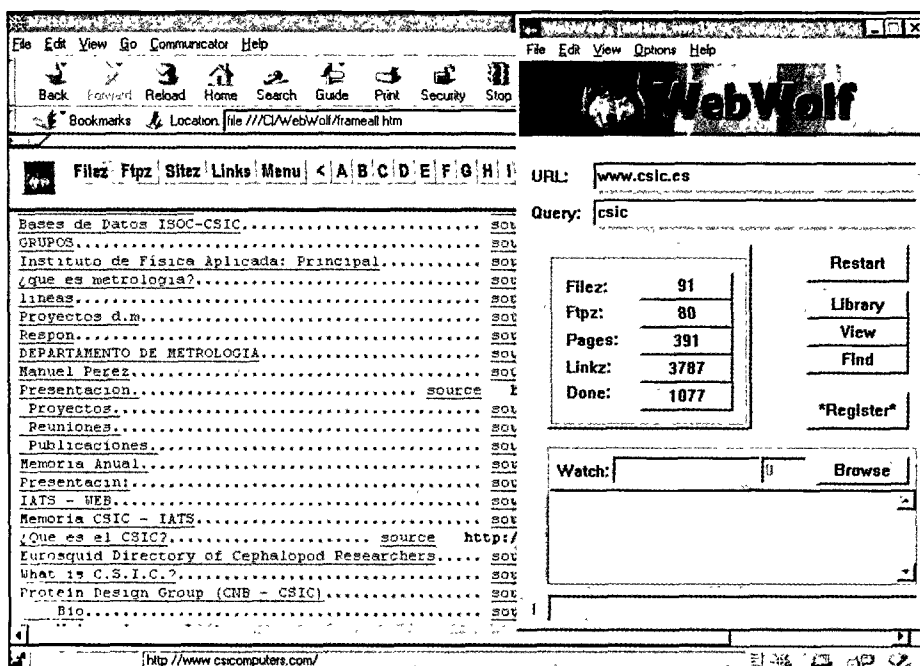 File Edit View Go Communicator Help
Back Forward Reload Home Search Guide Print Security Stop
Bookmarks Location file ///C|/WebWolf/frameall htm
Filez Ftpz Sitez Links Menu < A B C D E F G H I
Bases de Datos ISOC-CSIC
GRUPOS
Instituto de Física Aplicada: Principal
¿que es metrologia?
lineas
Proyectos d.m
Respon
DEPARTAMENTO DE METROLOGIA
Manuel Perez
Presentacion source
Proyectos
Reuniones
Publicaciones
Memoria Anual
Presentacin:
IATS - WEB
Memoria CSIC - IATS
¿Que es el CSIC? source http:/
Eurosquid Directory of Cephalopod Researchers
What is C.S.I.C.?
Protein Design Group (CNB - CSIC)
Bio
http //www csicomputers.com/
File Edit View Options Help
WebWolf
URL: www.csic.es
Query: csic
Filez: 91
Ftpz: 80
Pages: 391
Linkz: 3787
Done: 1077
Restart
Library
View
Find
*Register*
Watch: 0 Browse